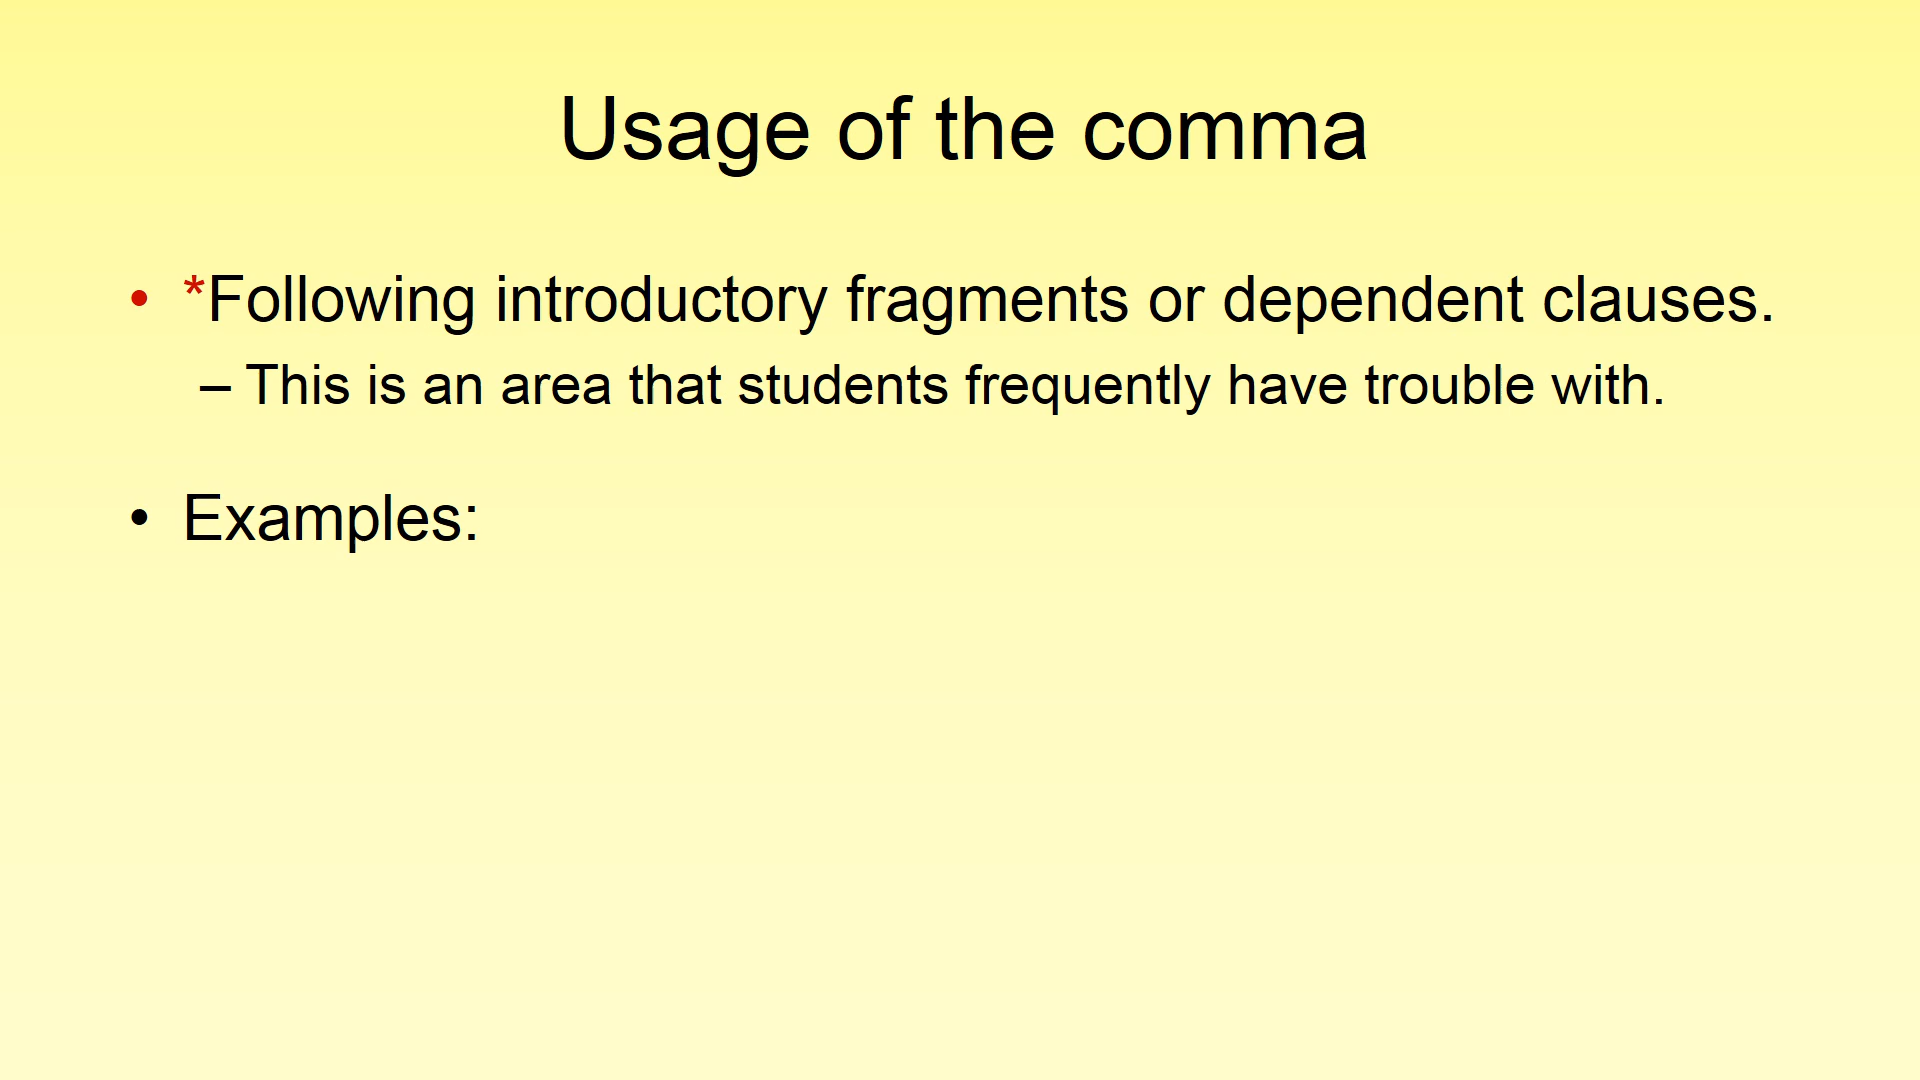 Usage of the comma
• *Following introductory fragments or dependent clauses.
– This is an area that students frequently have trouble with.
• Examples: